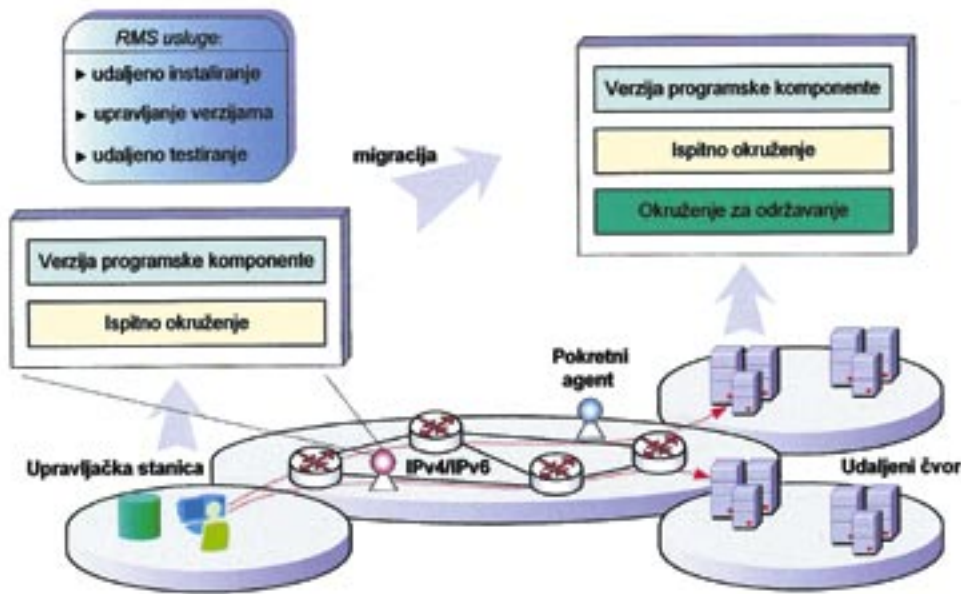 RMS usluge:
► udaljeno instaliranje
► upravljanje verzijama
► udaljeno testiranje
migracija
Verzija programske komponente
Ispitno okruženje
Okruženje za održavanje
Verzija programske komponente
Ispitno okruženje
Pokretni
agent
Upravljačka stanica
IPv4/IPv6
Udaljeni čvor